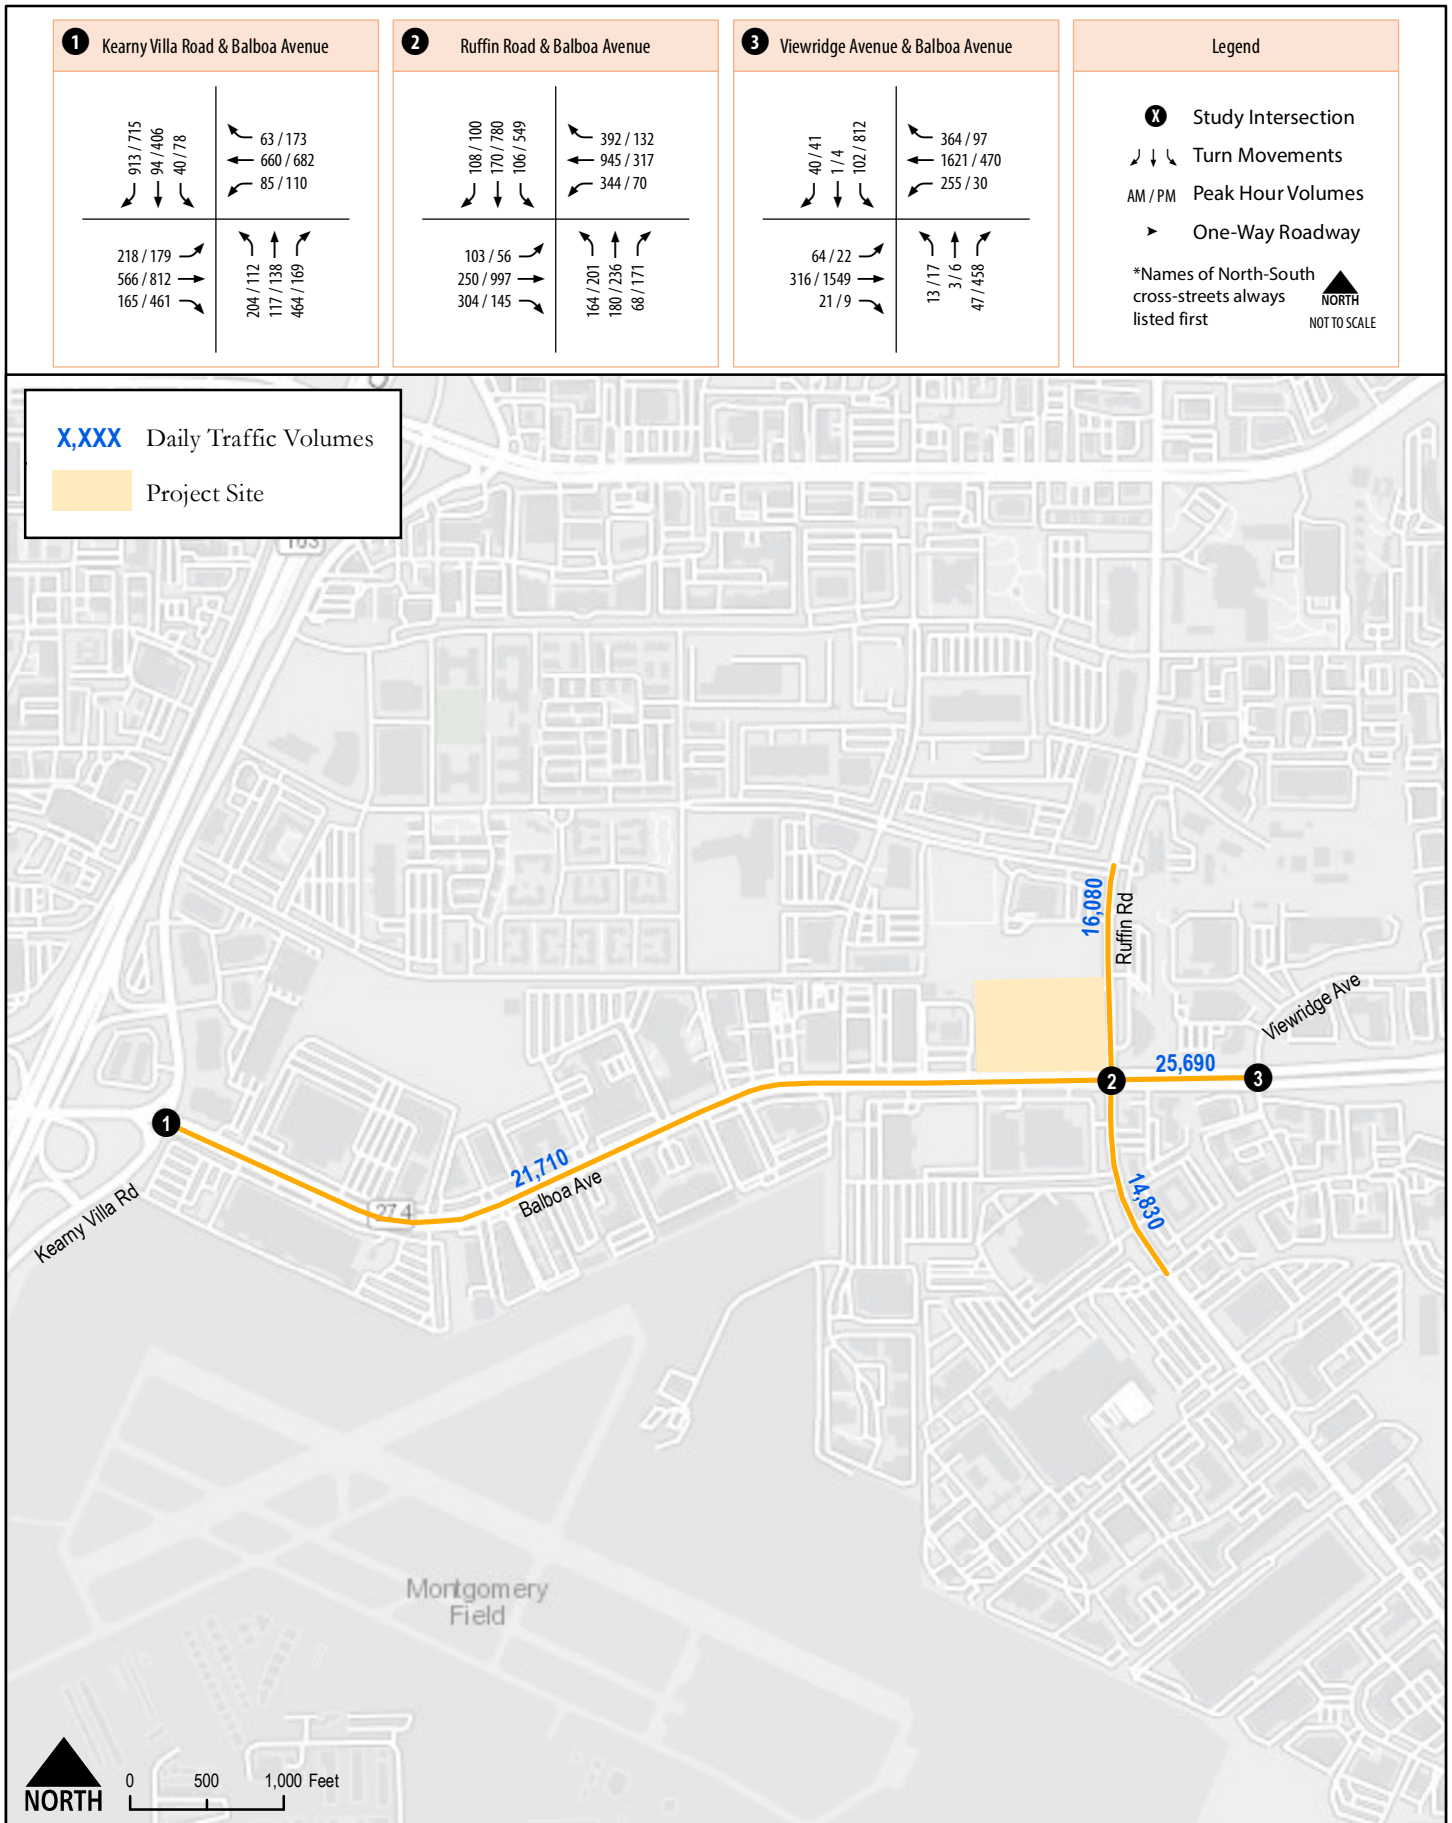 1 Kearny Villa Road & Balboa Avenue
913 / 715
94 / 406
40 / 78
63 / 173
660 / 682
85 / 110
218 / 179
566 / 812
165 / 461
204 / 112
117 / 138
464 / 169
2 Ruffin Road & Balboa Avenue
108 / 100
170 / 780
106 / 549
392 / 132
945 / 317
344 / 70
103 / 56
250 / 997
304 / 145
164 / 201
180 / 236
68 / 171
3 Viewridge Avenue & Balboa Avenue
40 / 41
1 / 4
102 / 812
364 / 97
1621 / 470
255 / 30
64 / 22
316 / 1549
21 / 9
13 / 17
3 / 6
47 / 458
Legend
X Study Intersection
Turn Movements
AM / PM Peak Hour Volumes
One-Way Roadway
*Names of North-South
cross-streets always
listed first
NORTH
NOT TO SCALE
X,XXX Daily Traffic Volumes
Project Site
163
16,080
Ruffin Rd
Viewridge Ave
25,690
2
3
1
21,710
Balboa Ave
14,830
Kearny Villa Rd
274
Montgomery
Field
NORTH
0 500 1,000 Feet